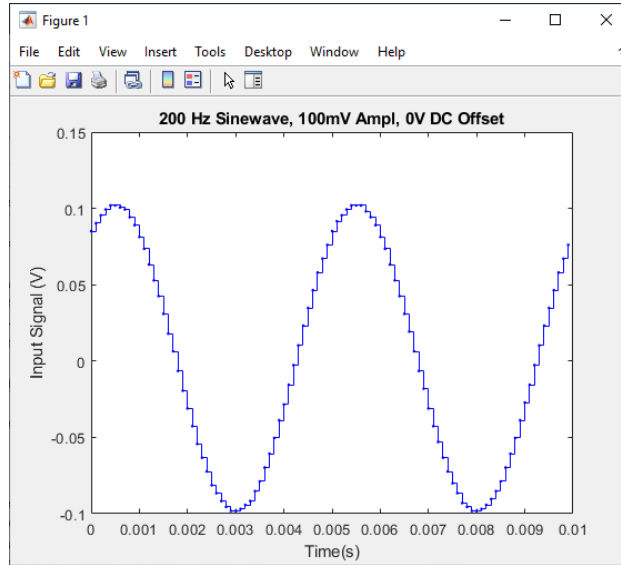 Figure 1
File Edit View Insert Tools Desktop Window Help
200 Hz Sinewave, 100mV Ampl, 0V DC Offset
0.15
0.1
0.05
0
-0.05
-0.1
Input Signal (V)
0 0.001 0.002 0.003 0.004 0.005 0.006 0.007 0.008 0.009 0.01
Time(s)